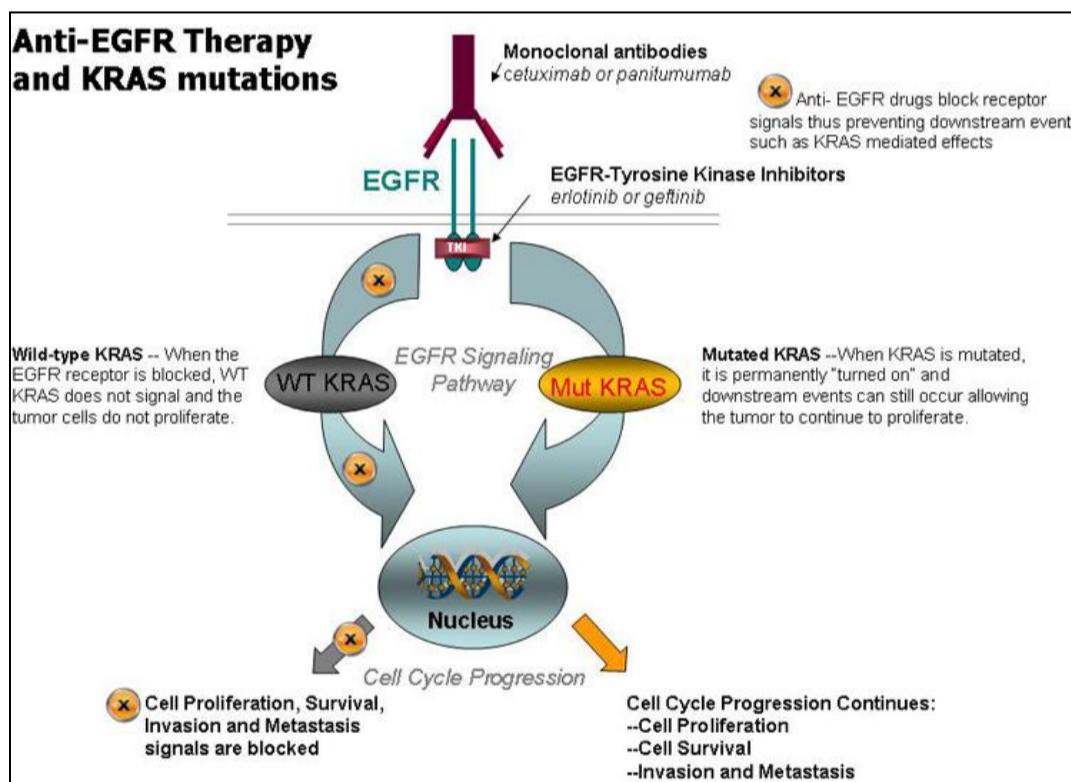 Anti-EGFR Therapy
and KRAS mutations
Monoclonal antibodies
cetuximab or panitumumab
x
Anti- EGFR drugs block receptor
signals thus preventing downstream event
such as KRAS mediated effects
EGFR
EGFR-Tyrosine Kinase Inhibitors
erlotinib or geftinib
TKI
x
Wild-type KRAS -- When the
EGFR receptor is blocked, WT
KRAS does not signal and the
tumor cells do not proliferate.
WT KRAS
EGFR Signaling
Pathway
Mut KRAS
Mutated KRAS --When KRAS is mutated,
it is permanently "turned on" and
downstream events can still occur allowing
the tumor to continue to proliferate.
x
Nucleus
x
Cell Cycle Progression
x
Cell Proliferation, Survival,
Invasion and Metastasis
signals are blocked
Cell Cycle Progression Continues:
--Cell Proliferation
--Cell Survival
--Invasion and Metastasis